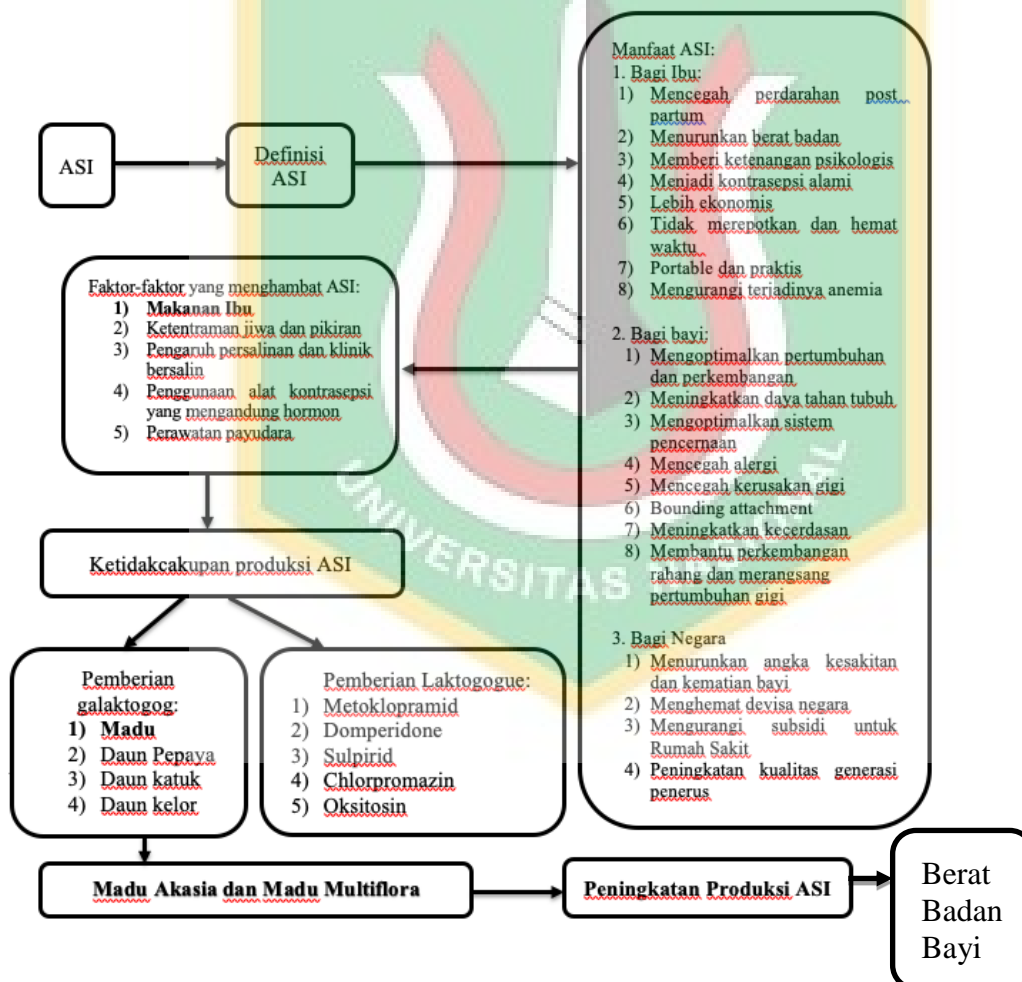 ASI
Definisi
ASI
Manfaat ASI:
1. Bagi Ibu:
1) Mencegah perdarahan post
partum
2) Menurunkan berat badan
3) Memberi ketenangan psikologis
4) Menjadi kontrasepsi alami
5) Lebih ekonomis
6) Tidak merepotkan dan hemat
waktu
7) Portable dan praktis
8) Mengurangi terjadinya anemia
2. Bagi bayi:
1) Mengoptimalkan pertumbuhan
dan perkembangan
2) Meningkatkan daya tahan tubuh
3) Mengoptimalkan sistem
pencernaan
4) Mencegah alergi
5) Mencegah kerusakan gigi
6) Bounding attachment
7) Meningkatkan kecerdasan
8) Membantu perkembangan
rahang dan merangsang
pertumbuhan gigi
3. Bagi Negara
1) Menurunkan angka kesakitan
dan kematian bayi
2) Menghemat devisa negara
3) Mengurangi subsidi untuk
Rumah Sakit
4) Peningkatan kualitas generasi
penerus
Faktor-faktor yang menghambat ASI:
1) Makanan Ibu
2) Ketentraman jiwa dan pikiran
3) Pengaruh persalinan dan klinik
bersalin
4) Penggunaan alat kontrasepsi
yang mengandung hormon
5) Perawatan payudara
Ketidakcakupan produksi ASI
Pemberian
galaktogog:
1) Madu
2) Daun Pepaya
3) Daun katuk
4) Daun kelor
Pemberian Laktogogue:
1) Metoklopramid
2) Domperidone
3) Sulpirid
4) Chlorpromazin
5) Oksitosin
Madu Akasia dan Madu Multiflora
Peningkatan Produksi ASI
Berat
Badan
Bayi
UNIVERSITAS NASIONAL